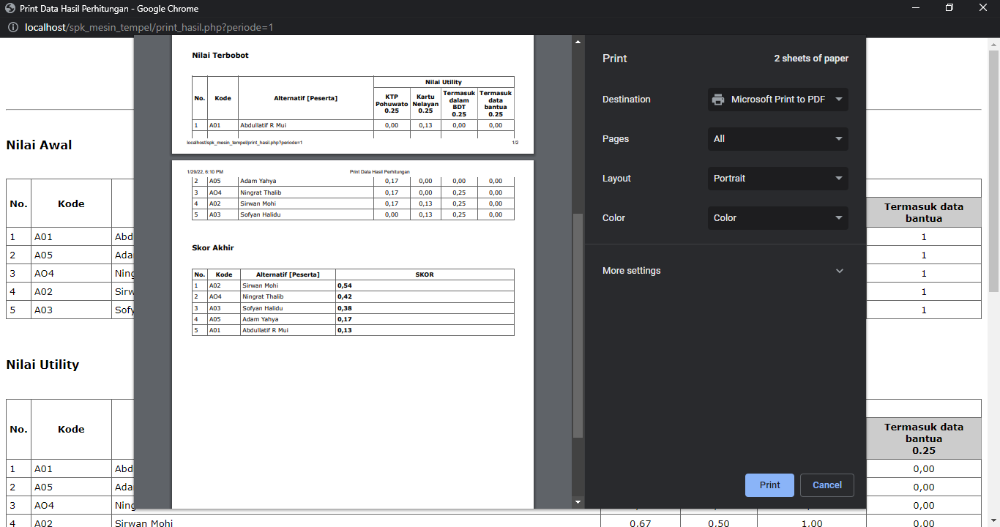 Print Data Hasil Perhitungan - Google Chrome
localhost/spk_mesin_tempel/print_hasil.php?periode=1
Nilai Terbobot
Nilai Utility
No. Kode Alternatif [Peserta] KTP Pohuwato 0.25 Kartu Nelayan 0.25 Termasuk dalam BDT 0.25 Termasuk data bantua 0.25
1 A01 Abdullatif R Mui 0,00 0,13 0,00 0,00
localhost/spk_mesin_tempel/print_hasil.php?periode=1 1/2
1/29/22, 6:10 PM Print Data Hasil Perhitungan
2 A05 Adam Yahya 0,17 0,00 0,00 0,00
3 AO4 Ningrat Thalib 0,17 0,00 0,25 0,00
4 A02 Sirwan Mohi 0,17 0,13 0,25 0,00
5 A03 Sofyan Halidu 0,00 0,13 0,25 0,00
Skor Akhir
No. Kode Alternatif [Peserta] SKOR
1 A02 Sirwan Mohi 0,54
2 AO4 Ningrat Thalib 0,42
3 A03 Sofyan Halidu 0,38
4 A05 Adam Yahya 0,17
5 A01 Abdullatif R Mui 0,13
Print 2 sheets of paper
Destination Microsoft Print to PDF
Pages All
Layout Portrait
Color Color
More settings
Print Cancel
Nilai Awal
No. Kode Termasuk data bantua
1 A01 Abd 1
2 A05 Ada 1
3 AO4 Ning 1
4 A02 Sirw 1
5 A03 Sofy 1
Nilai Utility
No. Kode Termasuk data bantua 0.25
1 A01 Abd 0,00
2 A05 Ada 0,00
3 AO4 Ning 0,00
4 A02 Sirwan Mohi 0,67 0,50 1,00 0,00